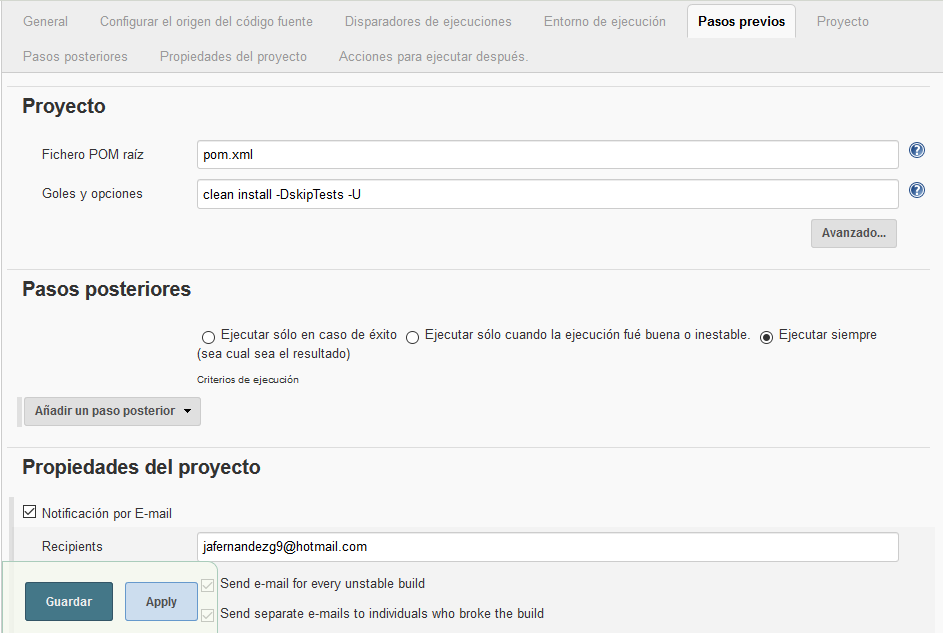 General Configurar el origen del código fuente Disparadores de ejecuciones Entorno de ejecución Pasos previos Proyecto
Pasos posteriores Propiedades del proyecto Acciones para ejecutar después.
Proyecto
Fichero POM raíz pom.xml
Goles y opciones clean install -DskipTests -U
Avanzado...
Pasos posteriores
Ejecutar sólo en caso de éxito Ejecutar sólo cuando la ejecución fué buena o inestable. Ejecutar siempre
(sea cual sea el resultado)
Criterios de ejecución
Añadir un paso posterior
Propiedades del proyecto
Notificación por E-mail
Recipients jafernandezg9@hotmail.com
Send e-mail for every unstable build
Guardar Apply
Send separate e-mails to individuals who broke the build